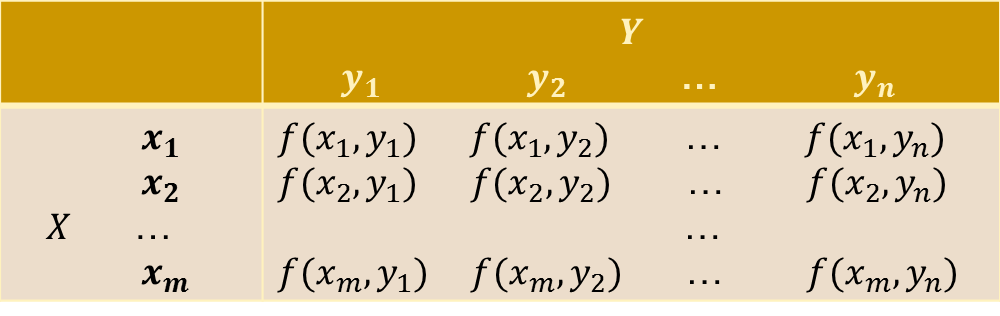 Y
y₁ y₂ … yₙ
x₁ f(x₁,y₁) f(x₁,y₂) … f(x₁,yₙ)
x₂ f(x₂,y₁) f(x₂,y₂) … f(x₂,yₙ)
X … …
xₘ f(xₘ,y₁) f(xₘ,y₂) … f(xₘ,yₙ)